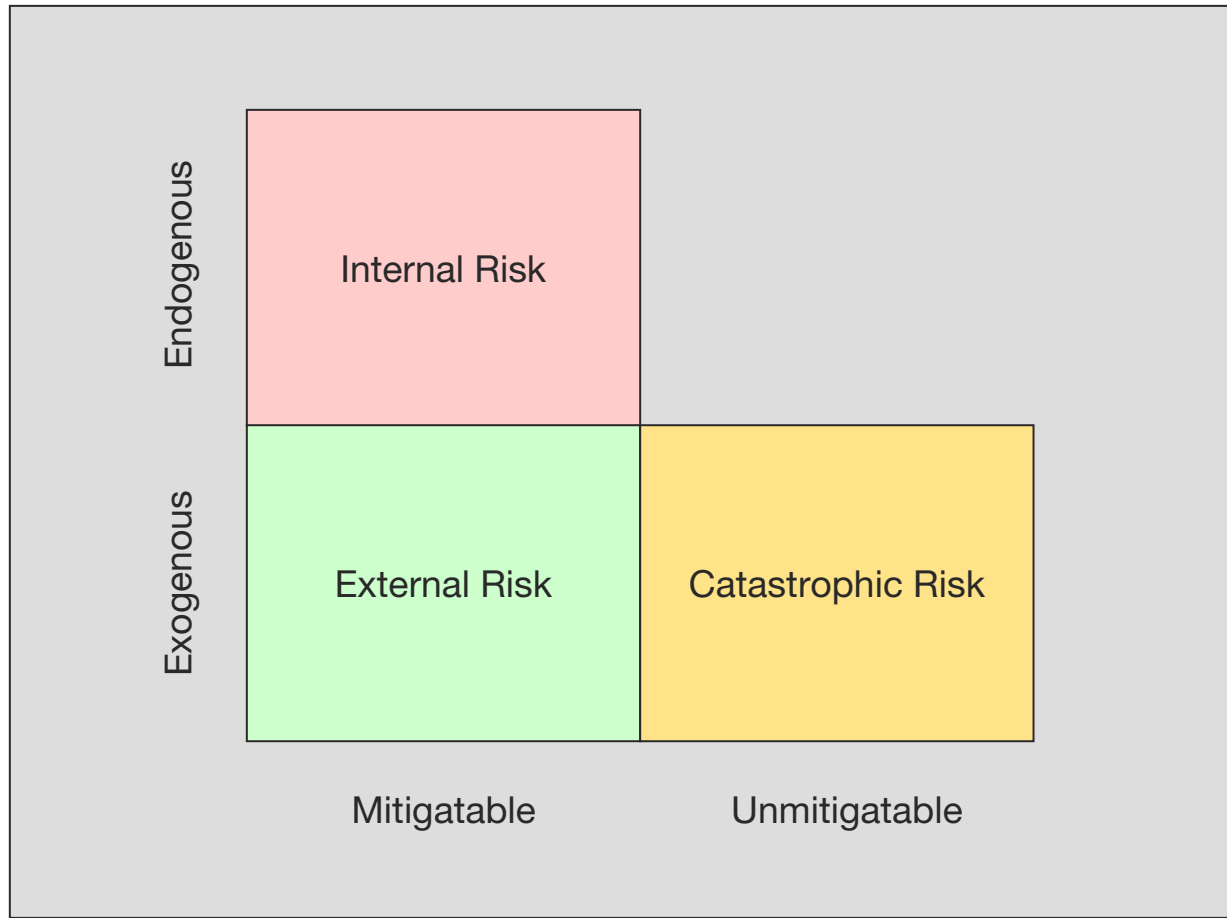 Endogenous
Internal Risk
Exogenous
External Risk
Catastrophic Risk
Mitigatable
Unmitigatable